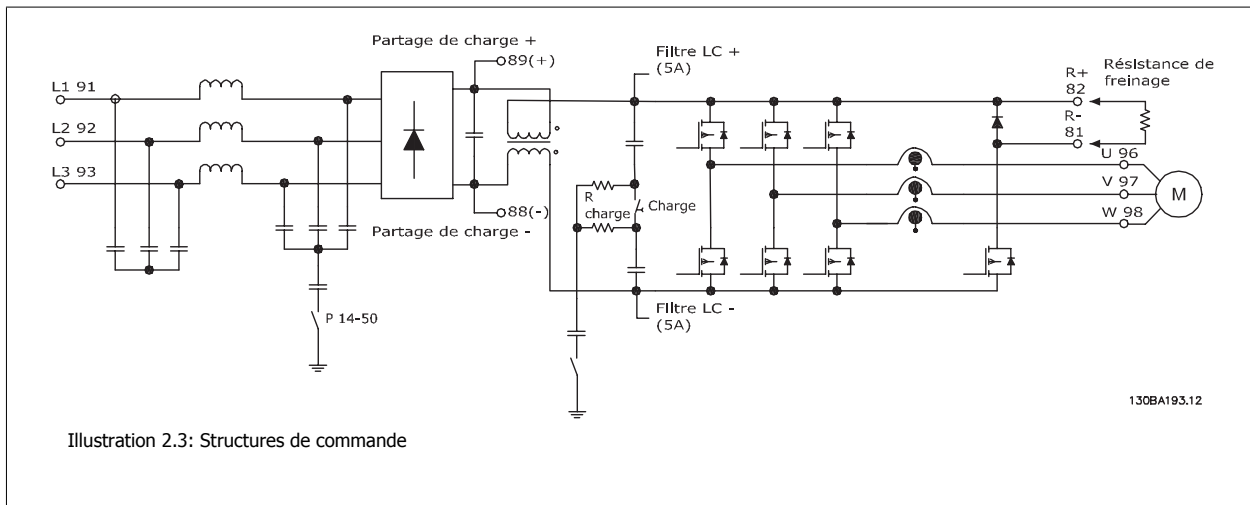 Partage de charge +
89(+)
Filtre LC +
(5A)
R+
82
Résistance de
freinage
L1 91
R-
81
L2 92
U 96
L3 93
R
charge
Charge
V 97
M
W 98
88(-)
Partage de charge -
Filtre LC -
(5A)
P 14-50
130BA193.12
Illustration 2.3: Structures de commande